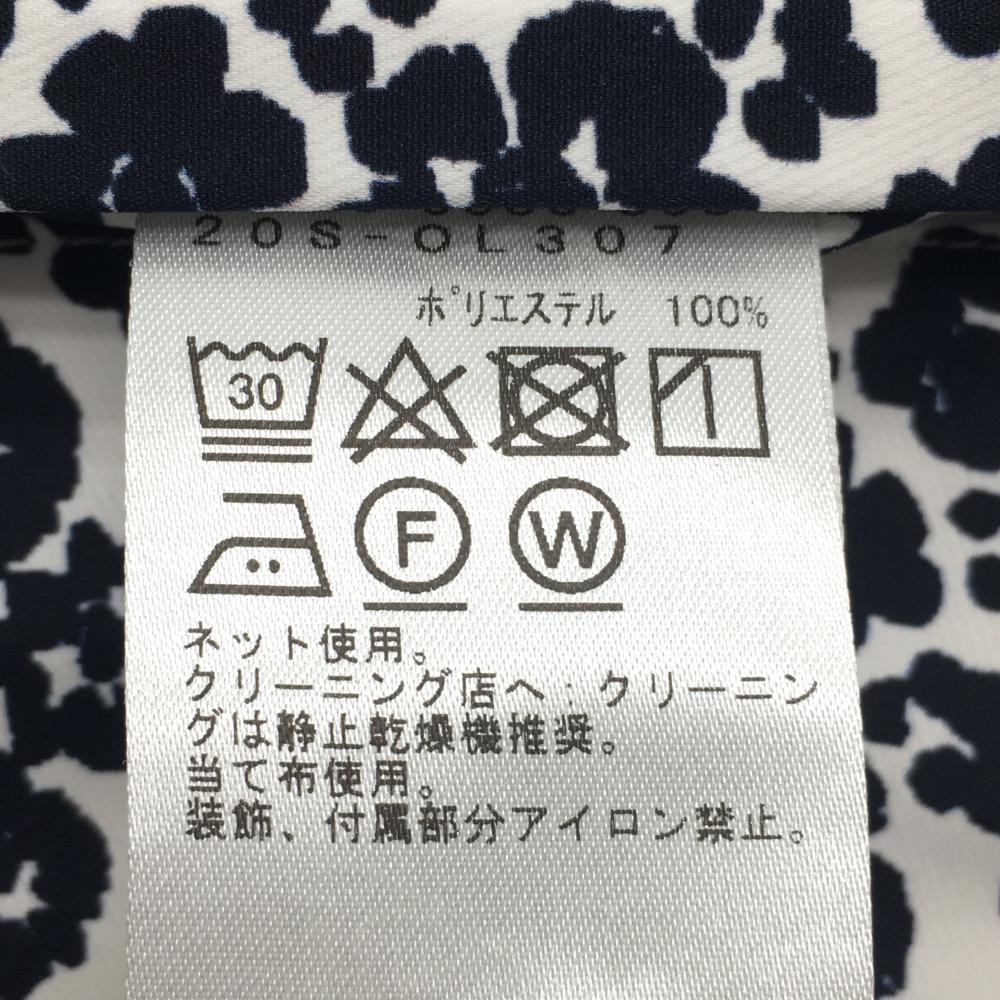 20S-OL307
ポリエステル 100%
30
F W
ネット使用。
クリーニング店へ：クリーニン
グは静止乾燥機推奨。
当て布使用。
装飾、付属部分アイロン禁止。